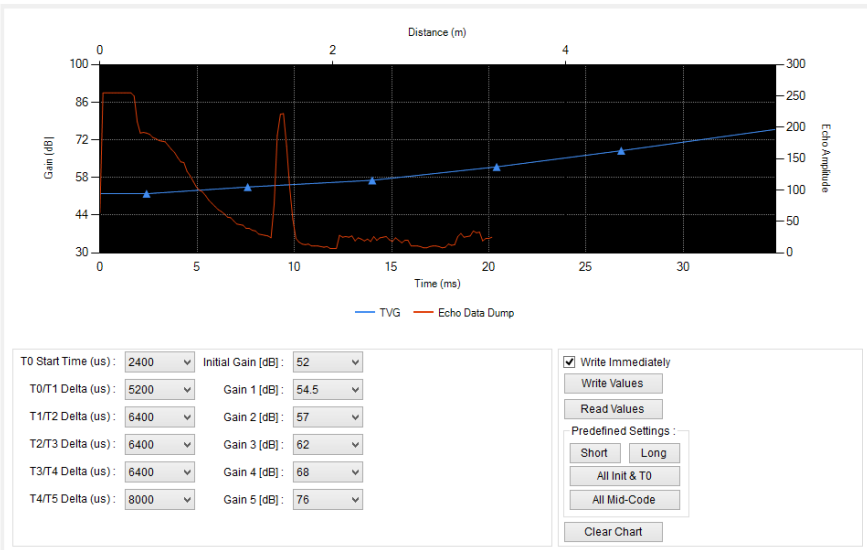 Distance (m)
0 2 4
100 300
86 250
72 200
Gain [dB] 150 Echo Amplitude
58 100
44 50
30 0
0 5 10 15 20 25 30
Time (ms)
TVG Echo Data Dump
T0 Start Time (us) : 2400 Initial Gain [dB] : 52
T0/T1 Delta (us) : 5200 Gain 1 [dB] : 54.5
T1/T2 Delta (us) : 6400 Gain 2 [dB] : 57
T2/T3 Delta (us) : 6400 Gain 3 [dB] : 62
T3/T4 Delta (us) : 6400 Gain 4 [dB] : 68
T4/T5 Delta (us) : 8000 Gain 5 [dB] : 76
Write Immediately
Write Values
Read Values
Predefined Settings :
Short Long
All Init & T0
All Mid-Code
Clear Chart